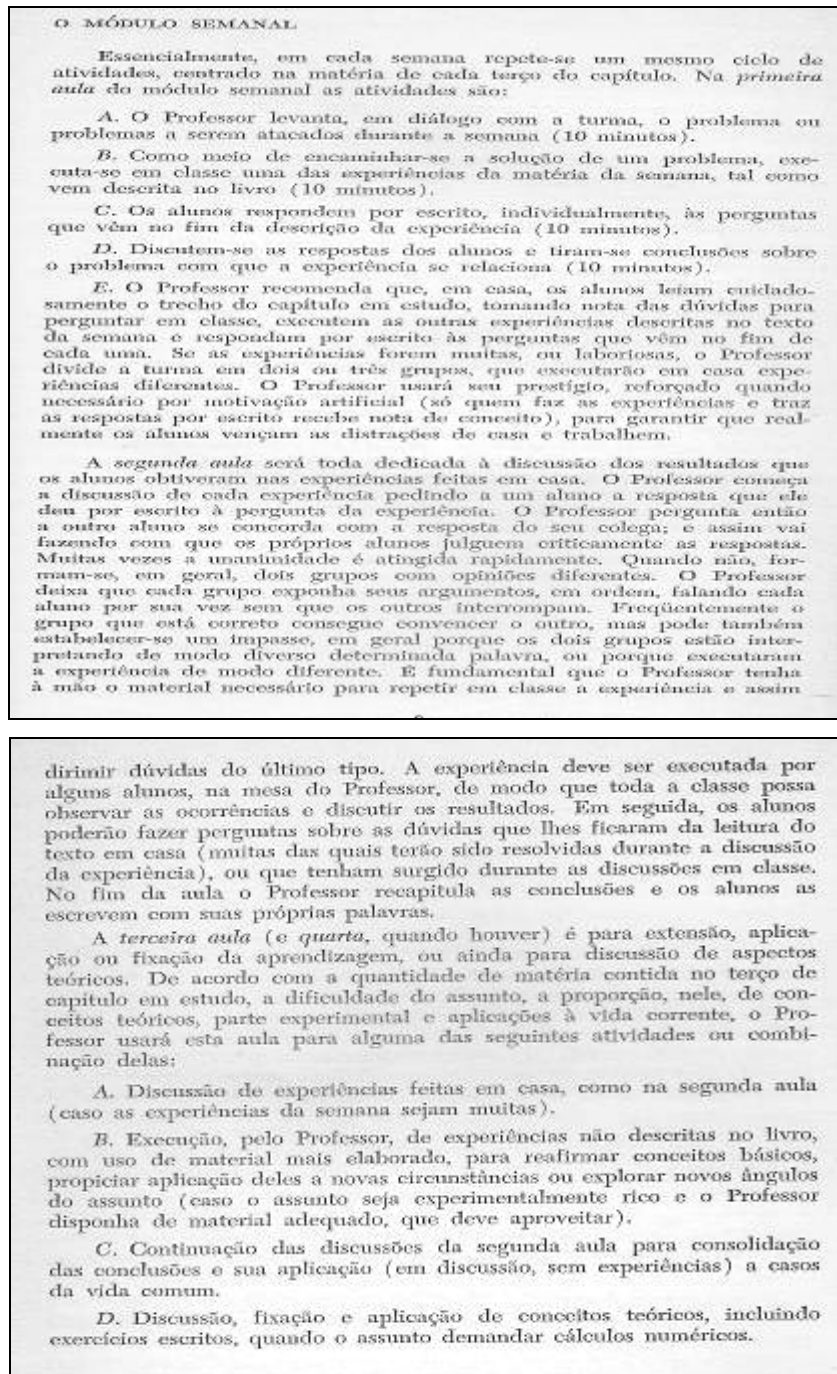 O MÓDULO SEMANAL
Essencialmente, em cada semana repete-se um mesmo ciclo de
atividades, centrado na matéria de cada terço do capítulo. Na primeira
aula do módulo semanal as atividades são:
A. O Professor levanta, em diálogo com a turma, o problema ou
problemas a serem atacados durante a semana (10 minutos).
B. Como meio de encaminhar-se a solução de um problema, exe-
cuta-se em classe uma das experiências da matéria da semana, tal como
vem descrita no livro (10 minutos).
C. Os alunos respondem por escrito, individualmente, às perguntas
que vêm no fim da descrição da experiência (10 minutos).
D. Discutem-se as respostas dos alunos e tiram-se conclusões sobre
o problema com que a experiência se relaciona (10 minutos).
E. O Professor recomenda que, em casa, os alunos leiam cuidado-
samente o trecho do capítulo em estudo, tomando nota das dúvidas para
perguntar em classe, executem as outras experiências descritas no texto
da semana e respondam por escrito às perguntas que vêm no fim de
cada uma. Se as experiências forem muitas, ou laboriosas, o Professor
divide a turma em dois ou três grupos, que executarão em casa expe-
riências diferentes. O Professor usará seu prestígio, reforçado quando
necessário por motivação artificial (só quem faz as experiências e traz
as respostas por escrito recebe nota de conceito), para garantir que real-
mente os alunos vençam as distrações de casa e trabalhem.
A segunda aula será toda dedicada à discussão dos resultados que
os alunos obtiveram nas experiências feitas em casa. O Professor começa
a discussão de cada experiência pedindo a um aluno a resposta que ele
deu por escrito à pergunta da experiência. O Professor pergunta então
a outro aluno se concorda com a resposta do seu colega; e assim vai
fazendo com que os próprios alunos julguem criticamente as respostas.
Muitas vezes a unanimidade é atingida rapidamente. Quando não, for-
mam-se, em geral, dois grupos com opiniões diferentes. O Professor
deixa que cada grupo exponha seus argumentos, em ordem, falando cada
aluno por sua vez sem que os outros interrompam. Freqüentemente o
grupo que está correto consegue convencer o outro, mas pode também
estabelecer-se um impasse, em geral porque os dois grupos estão inter-
pretando de modo diverso determinada palavra, ou porque executaram
a experiência de modo diferente. É fundamental que o Professor tenha
à mão o material necessário para repetir em classe a experiência e assim
dirimir dúvidas do último tipo. A experiência deve ser executada por
alguns alunos, na mesa do Professor, de modo que toda a classe possa
observar as ocorrências e discutir os resultados. Em seguida, os alunos
poderão fazer perguntas sobre as dúvidas que lhes ficaram da leitura do
texto em casa (muitas das quais terão sido resolvidas durante a discussão
da experiência), ou que tenham surgido durante as discussões em classe.
No fim da aula o Professor recapitula as conclusões e os alunos as
escrevem com suas próprias palavras.
A terceira aula (e quarta, quando houver) é para extensão, aplica-
ção ou fixação da aprendizagem, ou ainda para discussão de aspectos
teóricos. De acordo com a quantidade de matéria contida no terço de
capítulo em estudo, a dificuldade do assunto, a proporção, nele, de con-
ceitos teóricos, parte experimental e aplicações à vida corrente, o Pro-
fessor usará esta aula para alguma das seguintes atividades ou combi-
nação delas:
A. Discussão de experiências feitas em casa, como na segunda aula
(caso as experiências da semana sejam muitas).
B. Execução, pelo Professor, de experiências não descritas no livro,
com uso de material mais elaborado, para reafirmar conceitos básicos,
propiciar aplicação deles a novas circunstâncias ou explorar novos ângulos
do assunto (caso o assunto seja experimentalmente rico e o Professor
disponha de material adequado, que deve aproveitar).
C. Continuação das discussões da segunda aula para consolidação
das conclusões e sua aplicação (em discussão, sem experiências) a casos
da vida comum.
D. Discussão, fixação e aplicação de conceitos teóricos, incluindo
exercícios escritos, quando o assunto demandar cálculos numéricos.